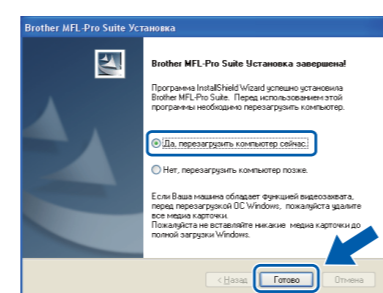 Brother MFL-Pro Suite Установка
Brother MFL-Pro Suite Установка завершена!
Программа InstallShield Wizard успешно установила
Brother MFL-Pro Suite. Перед использованием этой
программы необходимо перезагрузить компьютер.
Да, перезагрузить компьютер сейчас.
Нет, перезагрузить компьютер позже.
Если Ваша машина обладает функцией видеозахвата,
перед перезагрузкой ОС Windows, пожалуйста удалите
все медиа карточки.
Пожалуйста не вставляйте никакие медиа карточки до
полной загрузки Windows.
< Назад Готово Отмена